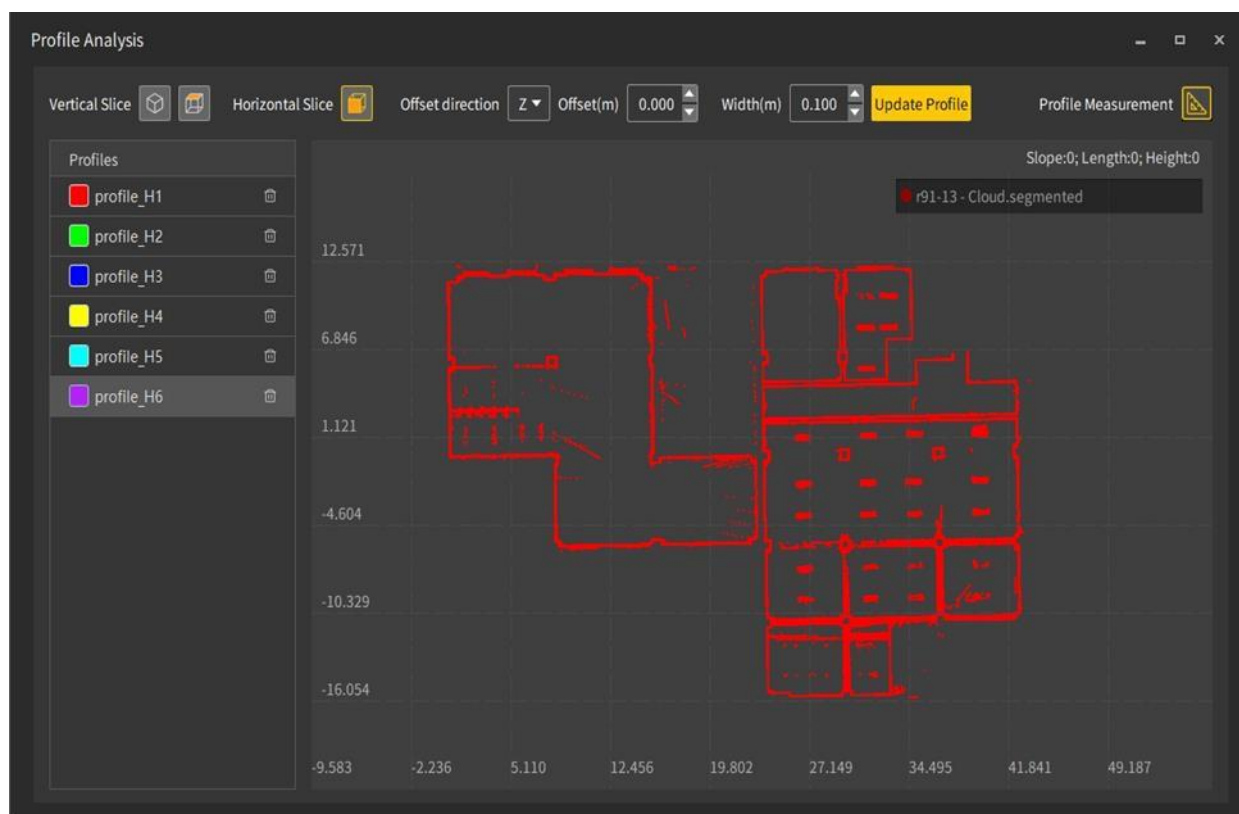 Profile Analysis
Vertical Slice Horizontal Slice Offset direction Z Offset(m) 0.000 Width(m) 0.100 Update Profile Profile Measurement
Profiles
Slope:0; Length:0; Height:0
profile_H1
r91-13 - Cloud.segmented
profile_H2
profile_H3
profile_H4
profile_H5
profile_H6
12.571
6.846
1.121
-4.604
-10.329
-16.054
-9.583 -2.236 5.110 12.456 19.802 27.149 34.495 41.841 49.187